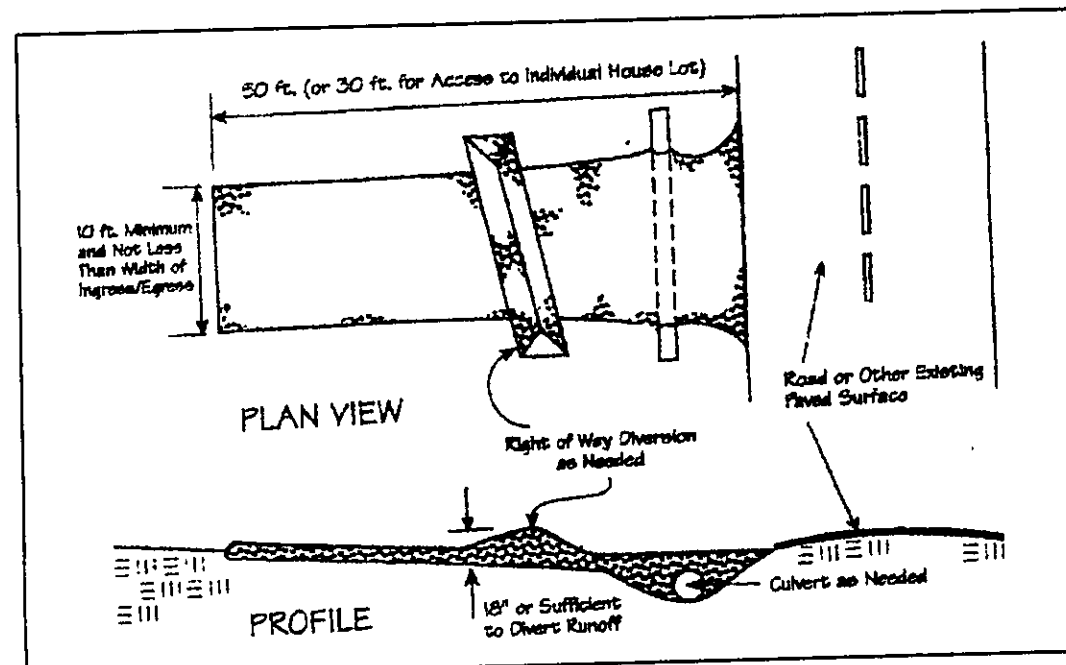 50 ft. (or 30 ft. for Access to Individual House Lot)
10 ft. Minimum
and Not Less
Than Width of
Ingress/Egress
PLAN VIEW
Road or Other Existing
Paved Surface
Right of Way Diversion
as Needed
Culvert as Needed
18" or Sufficient
to Divert Runoff
PROFILE